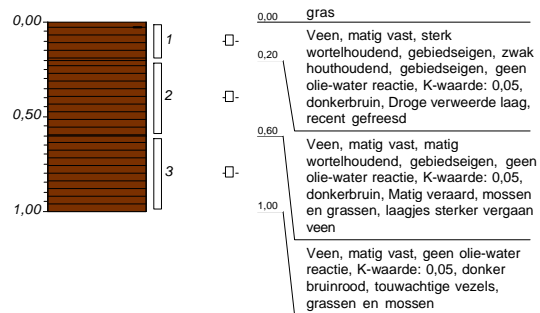 0,00
0,50
1,00
1
2
3
0,00 gras
Veen, matig vast, sterk
wortelhoudend, gebiedseigen, zwak
houthoudend, gebiedseigen, geen
olie-water reactie, K-waarde: 0,05,
donkerbruin, Droge verweerde laag,
recent gefreesd
0,20
Veen, matig vast, matig
wortelhoudend, gebiedseigen, geen
olie-water reactie, K-waarde: 0,05,
donkerbruin, Matig veraard, mossen
en grassen, laagjes sterker vergaan
veen
0,60
Veen, matig vast, geen olie-water
reactie, K-waarde: 0,05, donker
bruinrood, touwachtige vezels,
grassen en mossen
1,00